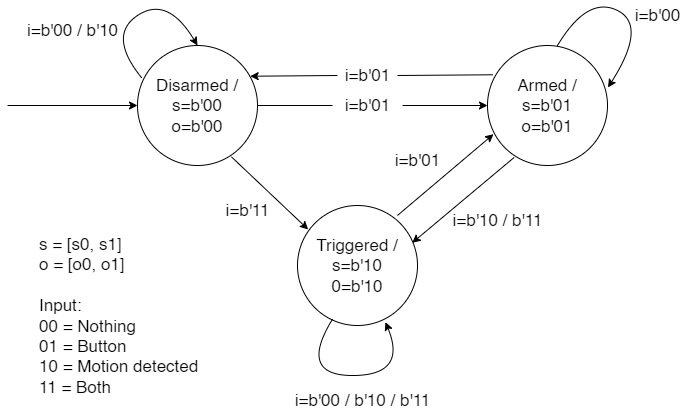 i=b'00 / b'10
i=b'00
Disarmed /
s=b'00
o=b'00
i=b'01
i=b'01
Armed /
s=b'01
o=b'01
i=b'01
i=b'11
i=b'10 / b'11
Triggered /
s=b'10
0=b'10
s = [s0, s1]
o = [o0, o1]
Input:
00 = Nothing
01 = Button
10 = Motion detected
11 = Both
i=b'00 / b'10 / b'11